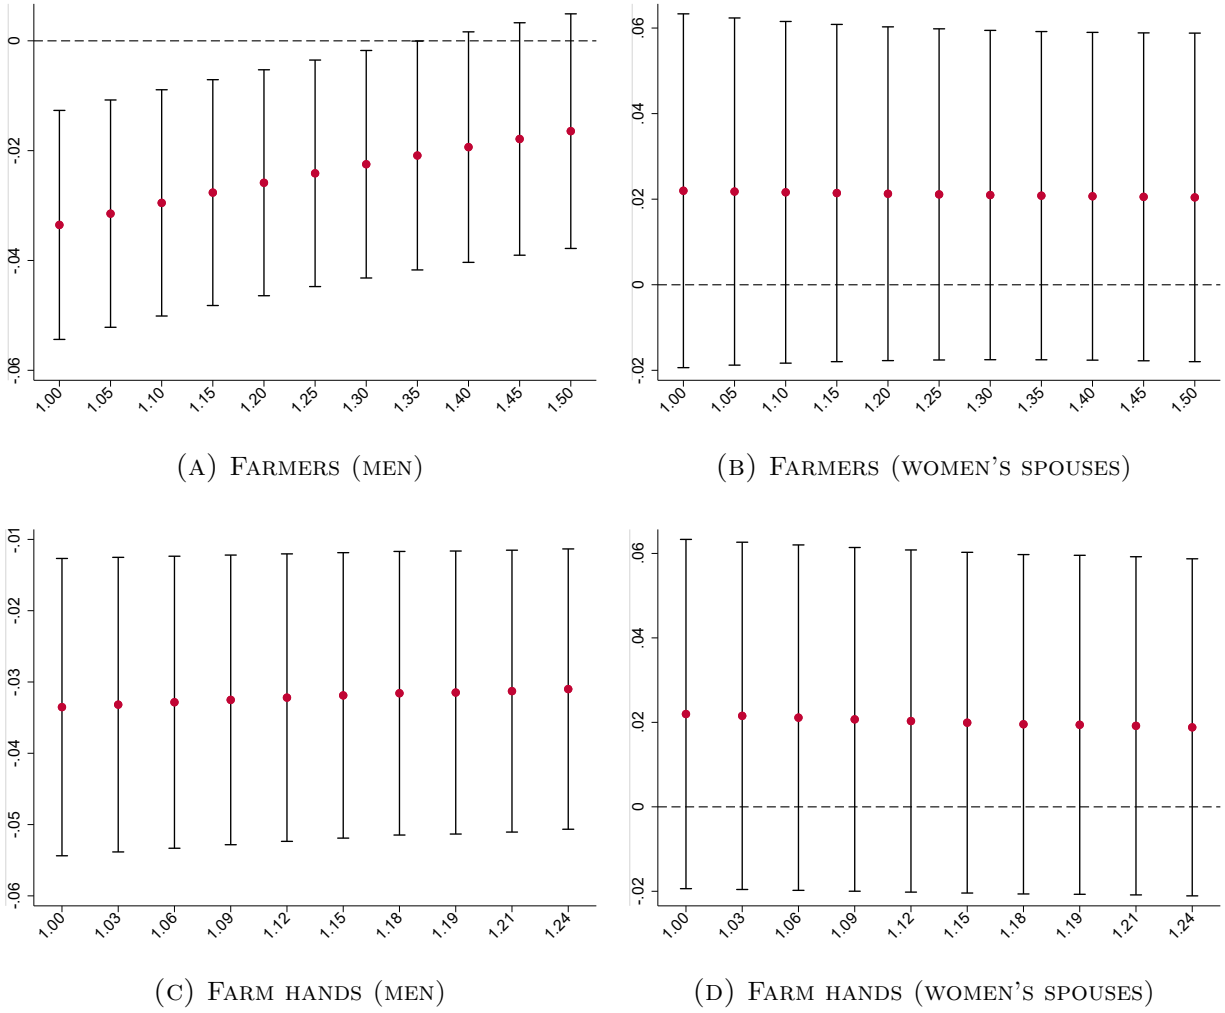 0
-.02
-.04
-.06
1.00 1.05 1.10 1.15 1.20 1.25 1.30 1.35 1.40 1.45 1.50
(A) Farmers (men)
.06
.04
.02
0
-.02
1.00 1.05 1.10 1.15 1.20 1.25 1.30 1.35 1.40 1.45 1.50
(B) Farmers (women's spouses)
-.01
-.02
-.03
-.04
-.05
-.06
1.00 1.03 1.06 1.09 1.12 1.15 1.18 1.19 1.21 1.24
(C) Farm hands (men)
.06
.04
.02
0
-.02
1.00 1.03 1.06 1.09 1.12 1.15 1.18 1.19 1.21 1.24
(D) Farm hands (women's spouses)